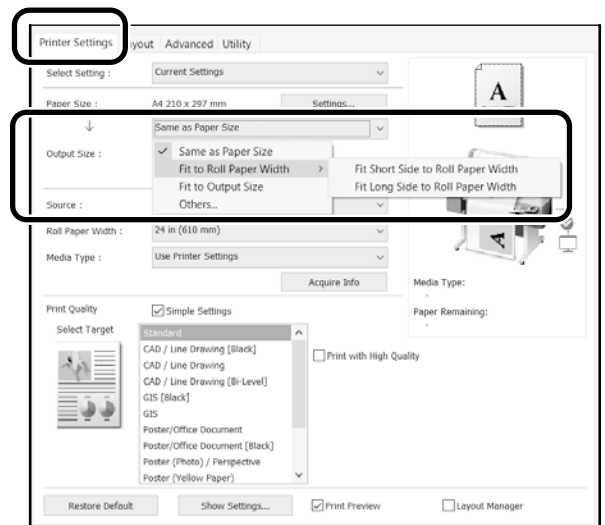 Printer Settings yout Advanced Utility
Select Setting : Current Settings
A
Paper Size : A4 210 x 297 mm Settings...
Same as Paper Size
Output Size : Same as Paper Size
Fit to Roll Paper Width Fit Short Side to Roll Paper Width
Fit to Output Size Fit Long Side to Roll Paper Width
Others...
Source :
Roll Paper Width : 24 in (610 mm)
A
Media Type : Use Printer Settings
Acquire Info Media Type:
-
Print Quality Simple Settings Paper Remaining:
-
Select Target Standard
CAD / Line Drawing [Black] Print with High Quality
CAD / Line Drawing
CAD / Line Drawing [Bi-Level]
GIS [Black]
GIS
Poster/Office Document
Poster/Office Document [Black]
Poster (Photo) / Perspective
Poster (Yellow Paper)
Restore Default Show Settings... Print Preview Layout Manager